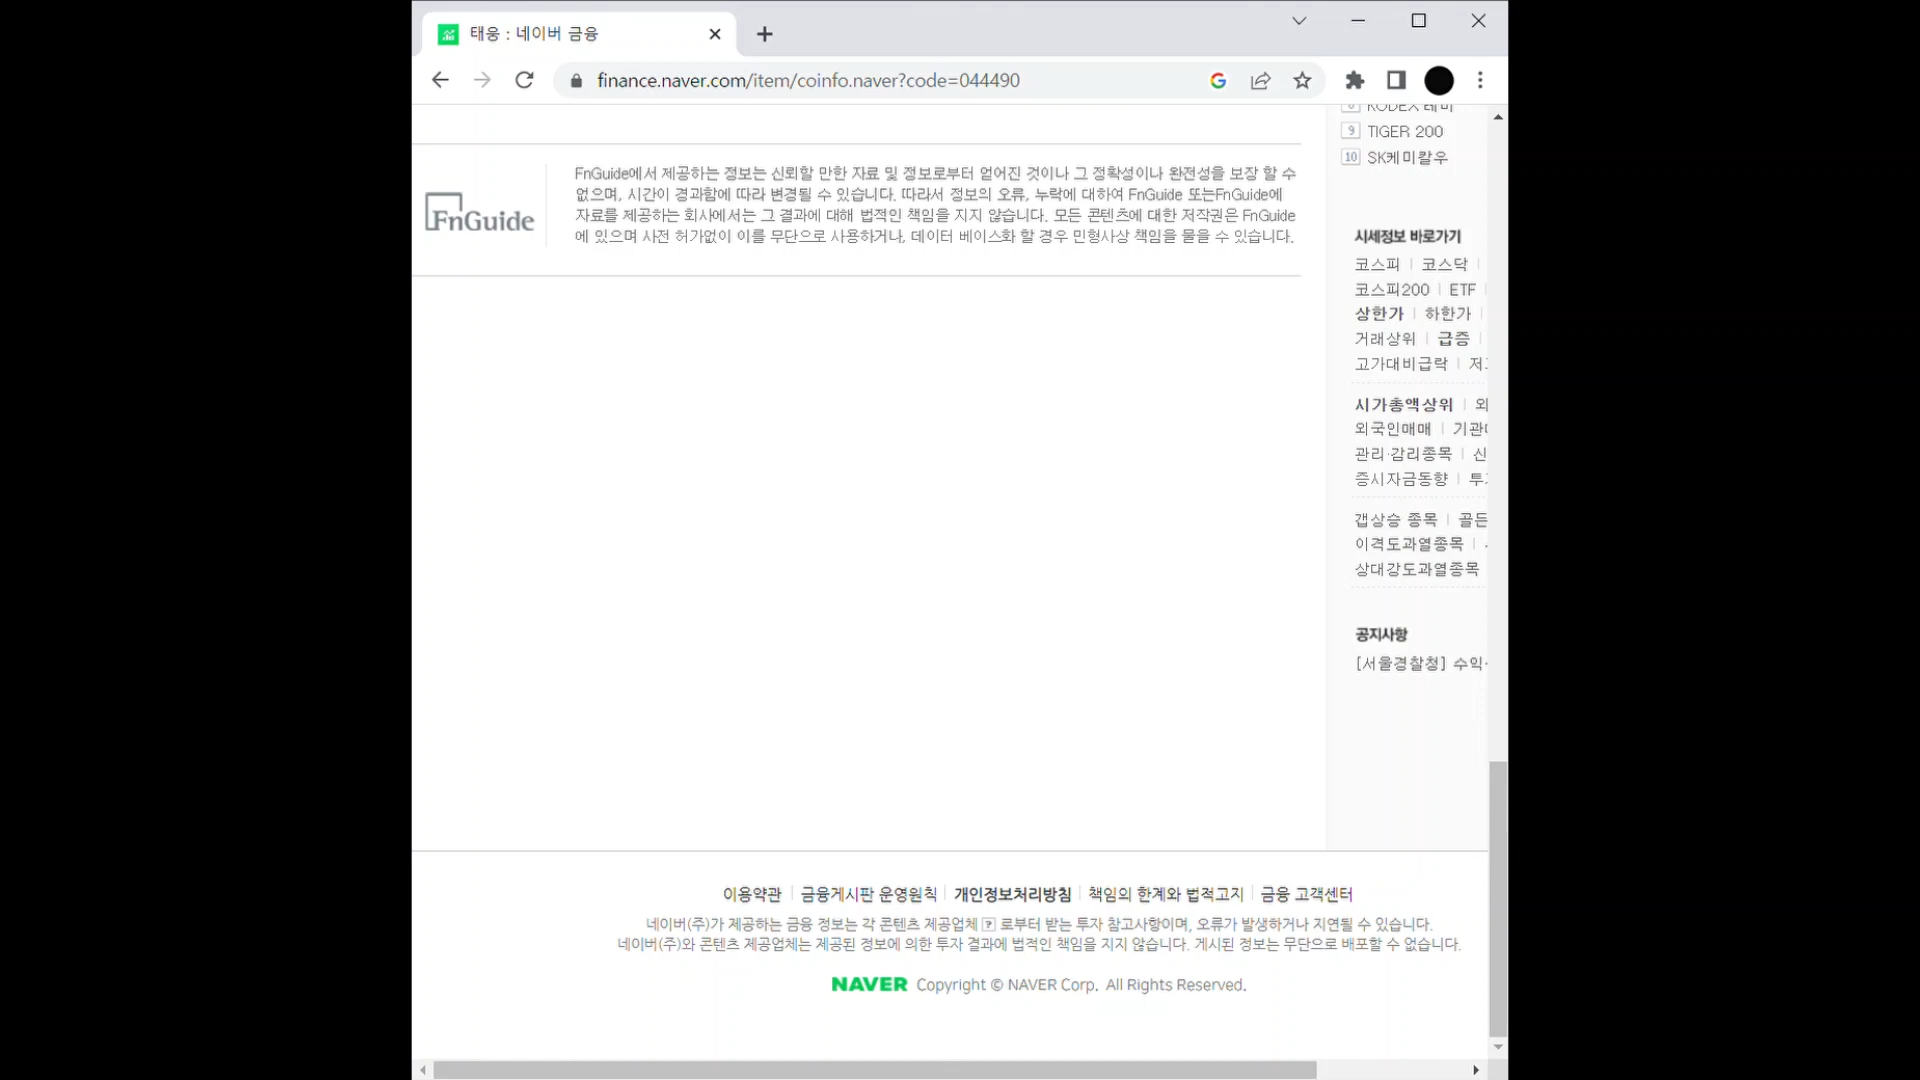 태웅 : 네이버 금융
finance.naver.com/item/coinfo.naver?code=044490
9 TIGER 200
10 SK케미칼우
FnGuide
FnGuide에서 제공하는 정보는 신뢰할 만한 자료 및 정보로부터 얻어진 것이나 그 정확성이나 완전성을 보장 할 수
없으며, 시간이 경과함에 따라 변경될 수 있습니다. 따라서 정보의 오류, 누락에 대하여 FnGuide 또는FnGuide에
자료를 제공하는 회사에서는 그 결과에 대해 법적인 책임을 지지 않습니다. 모든 콘텐츠에 대한 저작권은 FnGuide
에 있으며 사전 허가없이 이를 무단으로 사용하거나, 데이터 베이스화 할 경우 민형사상 책임을 물을 수 있습니다.
시세정보 바로가기
코스피 코스닥
코스피200 ETF
상한가 하한가
거래상위 급증
고가대비급락 저
시가총액상위 외
외국인매매 기관
관리·감리종목 신
증시자금동향 투
갭상승 종목 골든
이격도과열종목
상대강도과열종목
공지사항
[서울경찰청] 수익
이용약관 금융게시판 운영원칙 개인정보처리방침 책임의 한계와 법적고지 금융 고객센터
네이버(주)가 제공하는 금융 정보는 각 콘텐츠 제공업체 ? 로부터 받는 투자 참고사항이며, 오류가 발생하거나 지연될 수 있습니다.
네이버(주)와 콘텐츠 제공업체는 제공된 정보에 의한 투자 결과에 법적인 책임을 지지 않습니다. 게시된 정보는 무단으로 배포할 수 없습니다.
NAVER Copyright © NAVER Corp. All Rights Reserved.